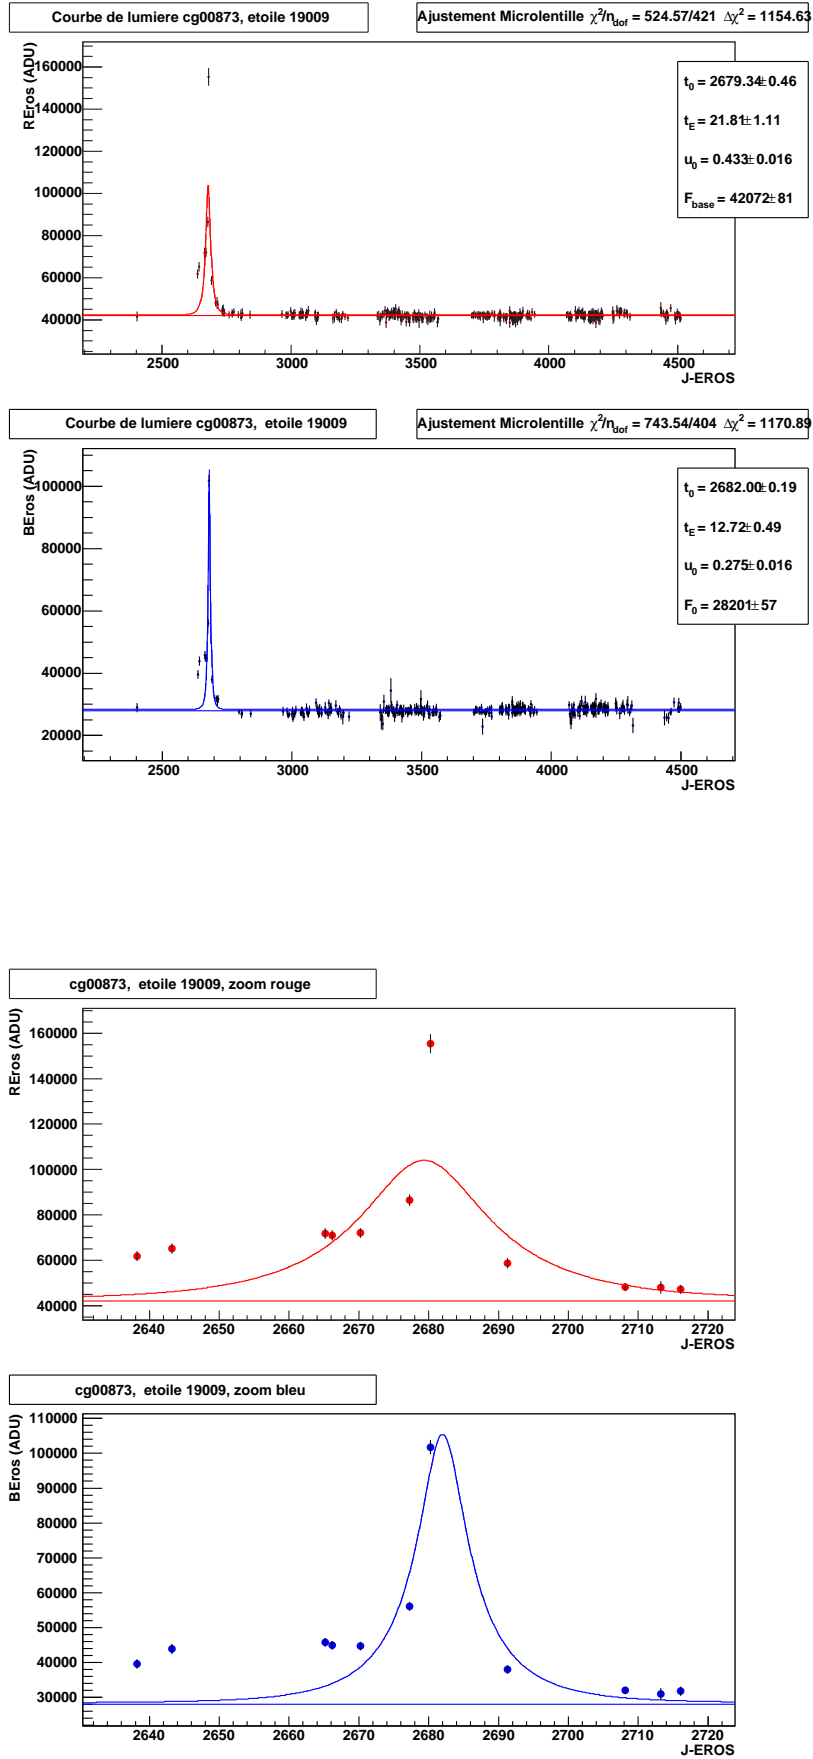 Courbe de lumiere cg00873, etoile 19009
Ajustement Microlentille χ²/n_dof = 524.57/421 Δχ² = 1154.63
REros (ADU)
160000
140000
120000
100000
80000
60000
40000
t₀ = 2679.34±0.46
t_E = 21.81±1.11
u₀ = 0.433±0.016
F_base = 42072±81
2500 3000 3500 4000 4500
J-EROS
Courbe de lumiere cg00873, etoile 19009
Ajustement Microlentille χ²/n_dof = 743.54/404 Δχ² = 1170.89
BEros (ADU)
100000
80000
60000
40000
20000
t₀ = 2682.00±0.19
t_E = 12.72±0.49
u₀ = 0.275±0.016
F₀ = 28201±57
2500 3000 3500 4000 4500
J-EROS
cg00873, etoile 19009, zoom rouge
REros (ADU)
160000
140000
120000
100000
80000
60000
40000
2640 2650 2660 2670 2680 2690 2700 2710 2720
J-EROS
cg00873, etoile 19009, zoom bleu
BEros (ADU)
110000
100000
90000
80000
70000
60000
50000
40000
30000
2640 2650 2660 2670 2680 2690 2700 2710 2720
J-EROS